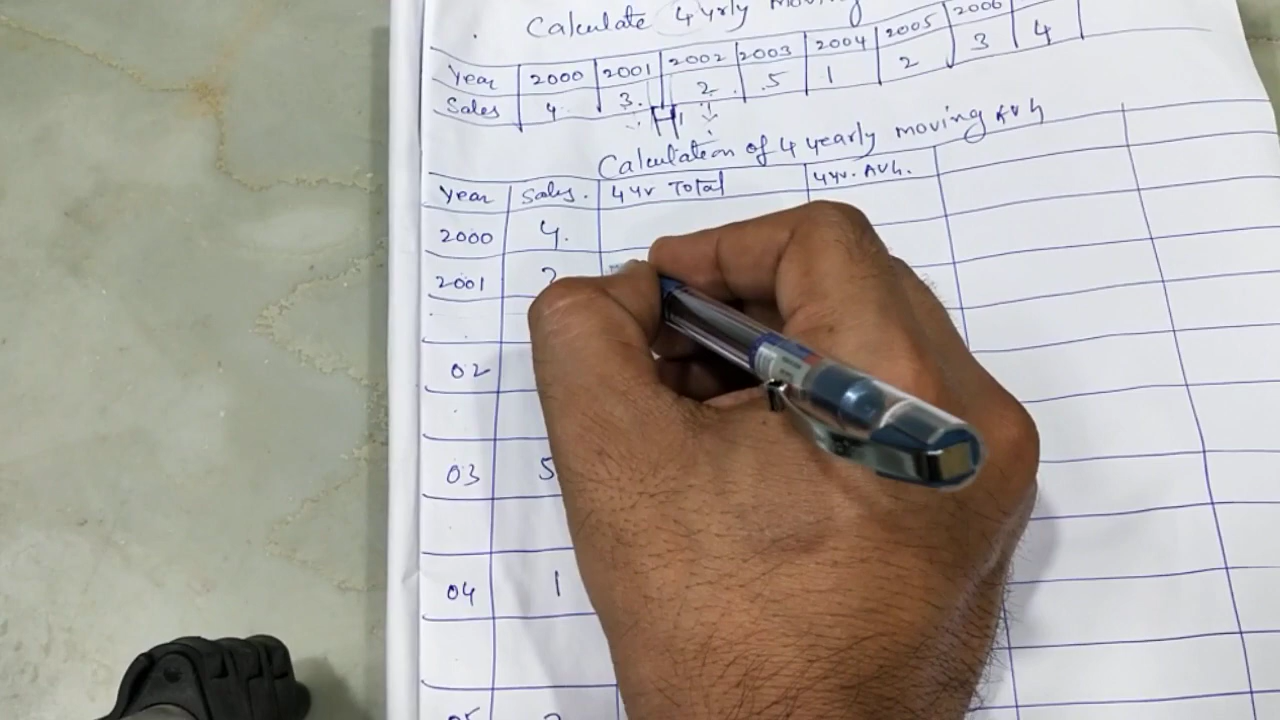 Calculate 4 yrly moving
Year 2000 2001 2002 2003 2004 2005 2006
Sales 4 3. 2 5 1 2 3 4
Calculation of 4 yearly moving AVG
Year Sales. 4 Yr Total 4 Yr. AVG.
2000 4.
2001
02
03 5
04 1
05